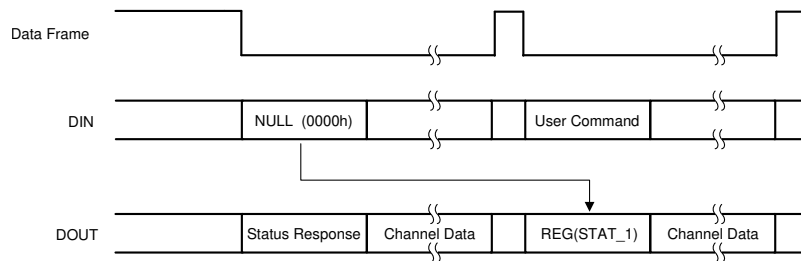 Data Frame
DIN
NULL (0000h)
User Command
DOUT
Status Response
Channel Data
REG(STAT_1)
Channel Data